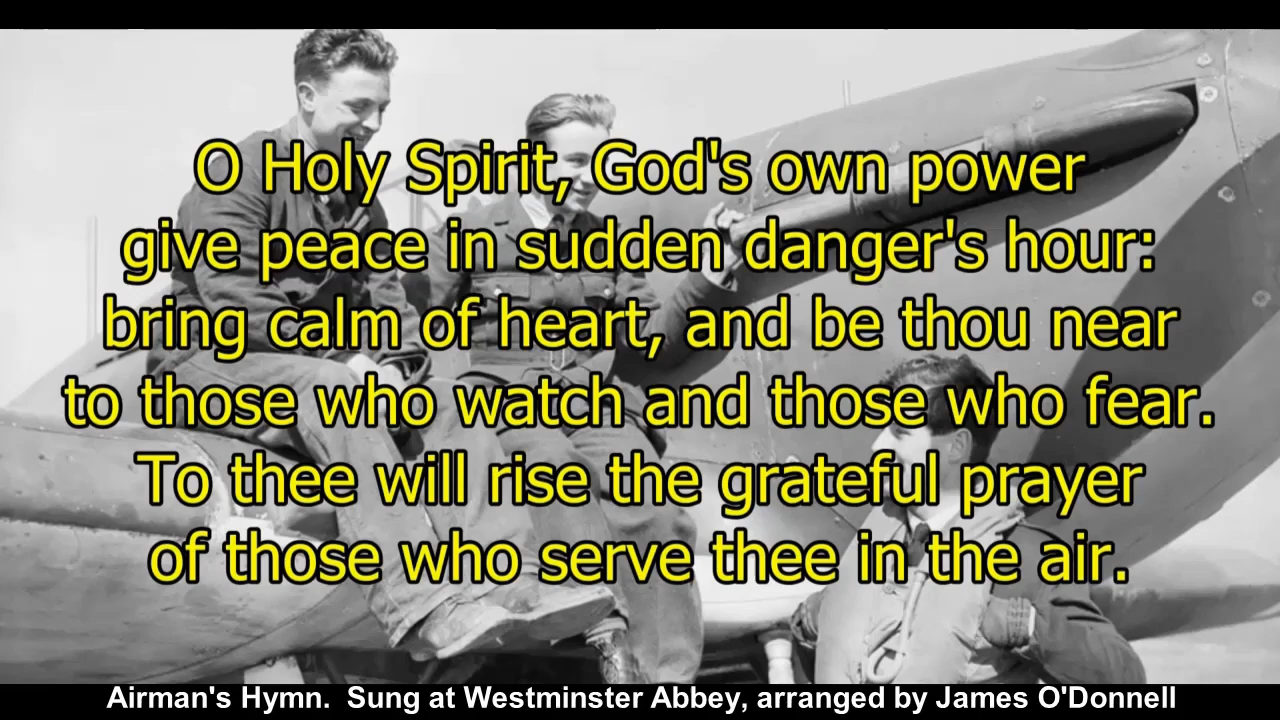 O Holy Spirit, God's own power
give peace in sudden danger's hour:
bring calm of heart, and be thou near
to those who watch and those who fear.
To thee will rise the grateful prayer
of those who serve thee in the air.
Airman's Hymn.  Sung at Westminster Abbey, arranged by James O'Donnell